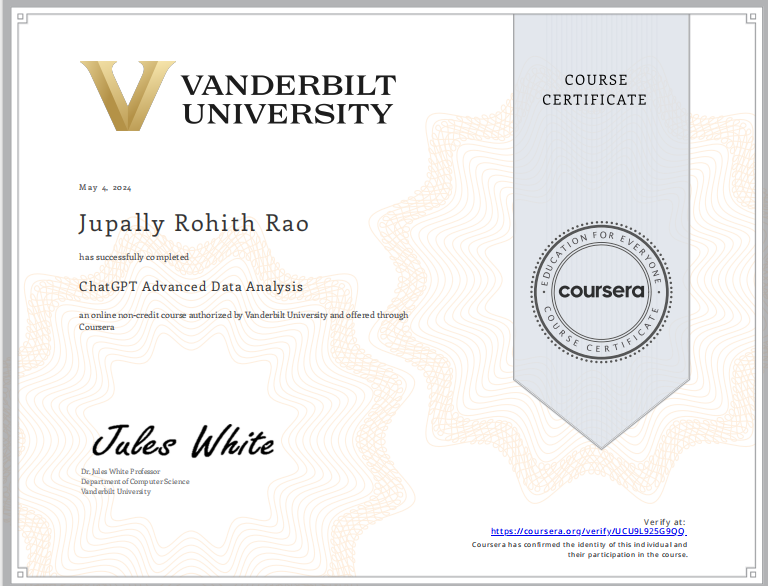 VANDERBILT
UNIVERSITY
COURSE
CERTIFICATE
May 4, 2024
Jupally Rohith Rao
has successfully completed
ChatGPT Advanced Data Analysis
an online non-credit course authorized by Vanderbilt University and offered through
Coursera
EDUCATION FOR EVERYONE
coursera
COURSE CERTIFICATE
Jules White
Dr. Jules White Professor
Department of Computer Science
Vanderbilt University
Verify at:
https://coursera.org/verify/UCU9L925G9QQ
Coursera has confirmed the identity of this individual and
their participation in the course.